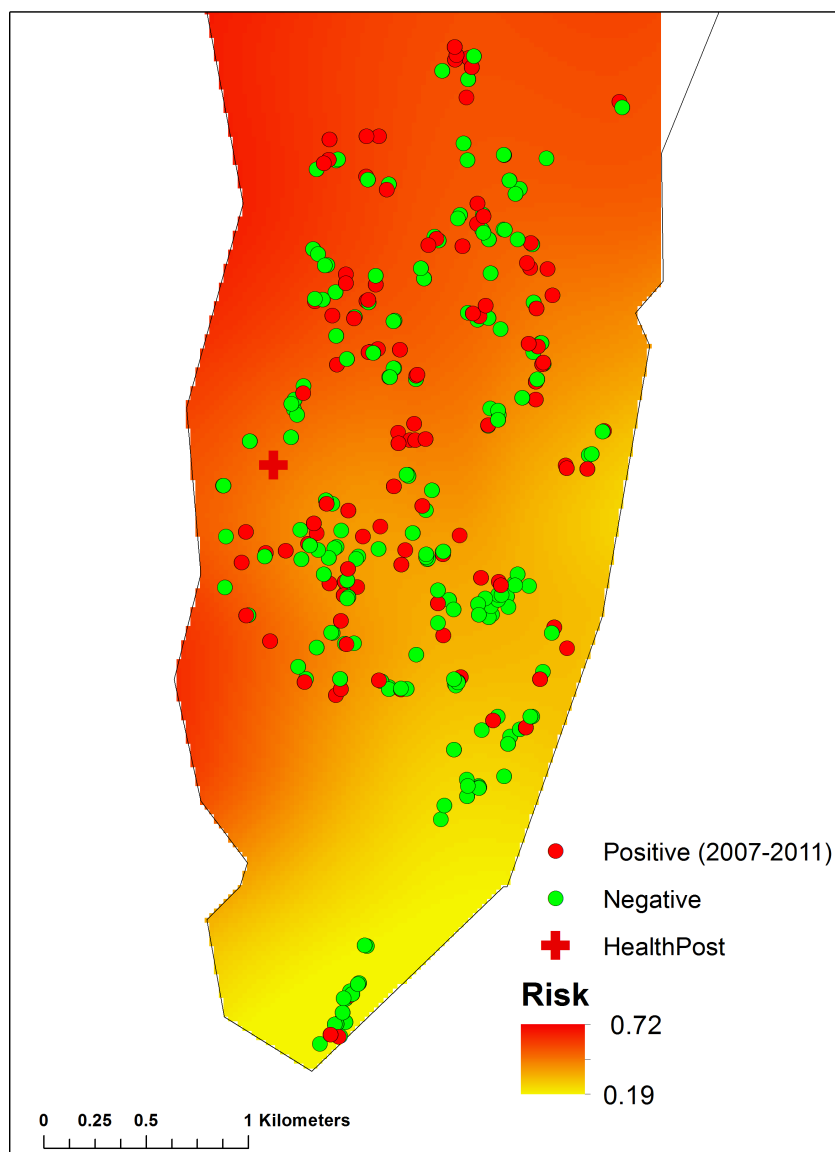 Positive (2007-2011)
Negative
HealthPost
Risk
0.72
0.19
0 0.25 0.5 1 Kilometers